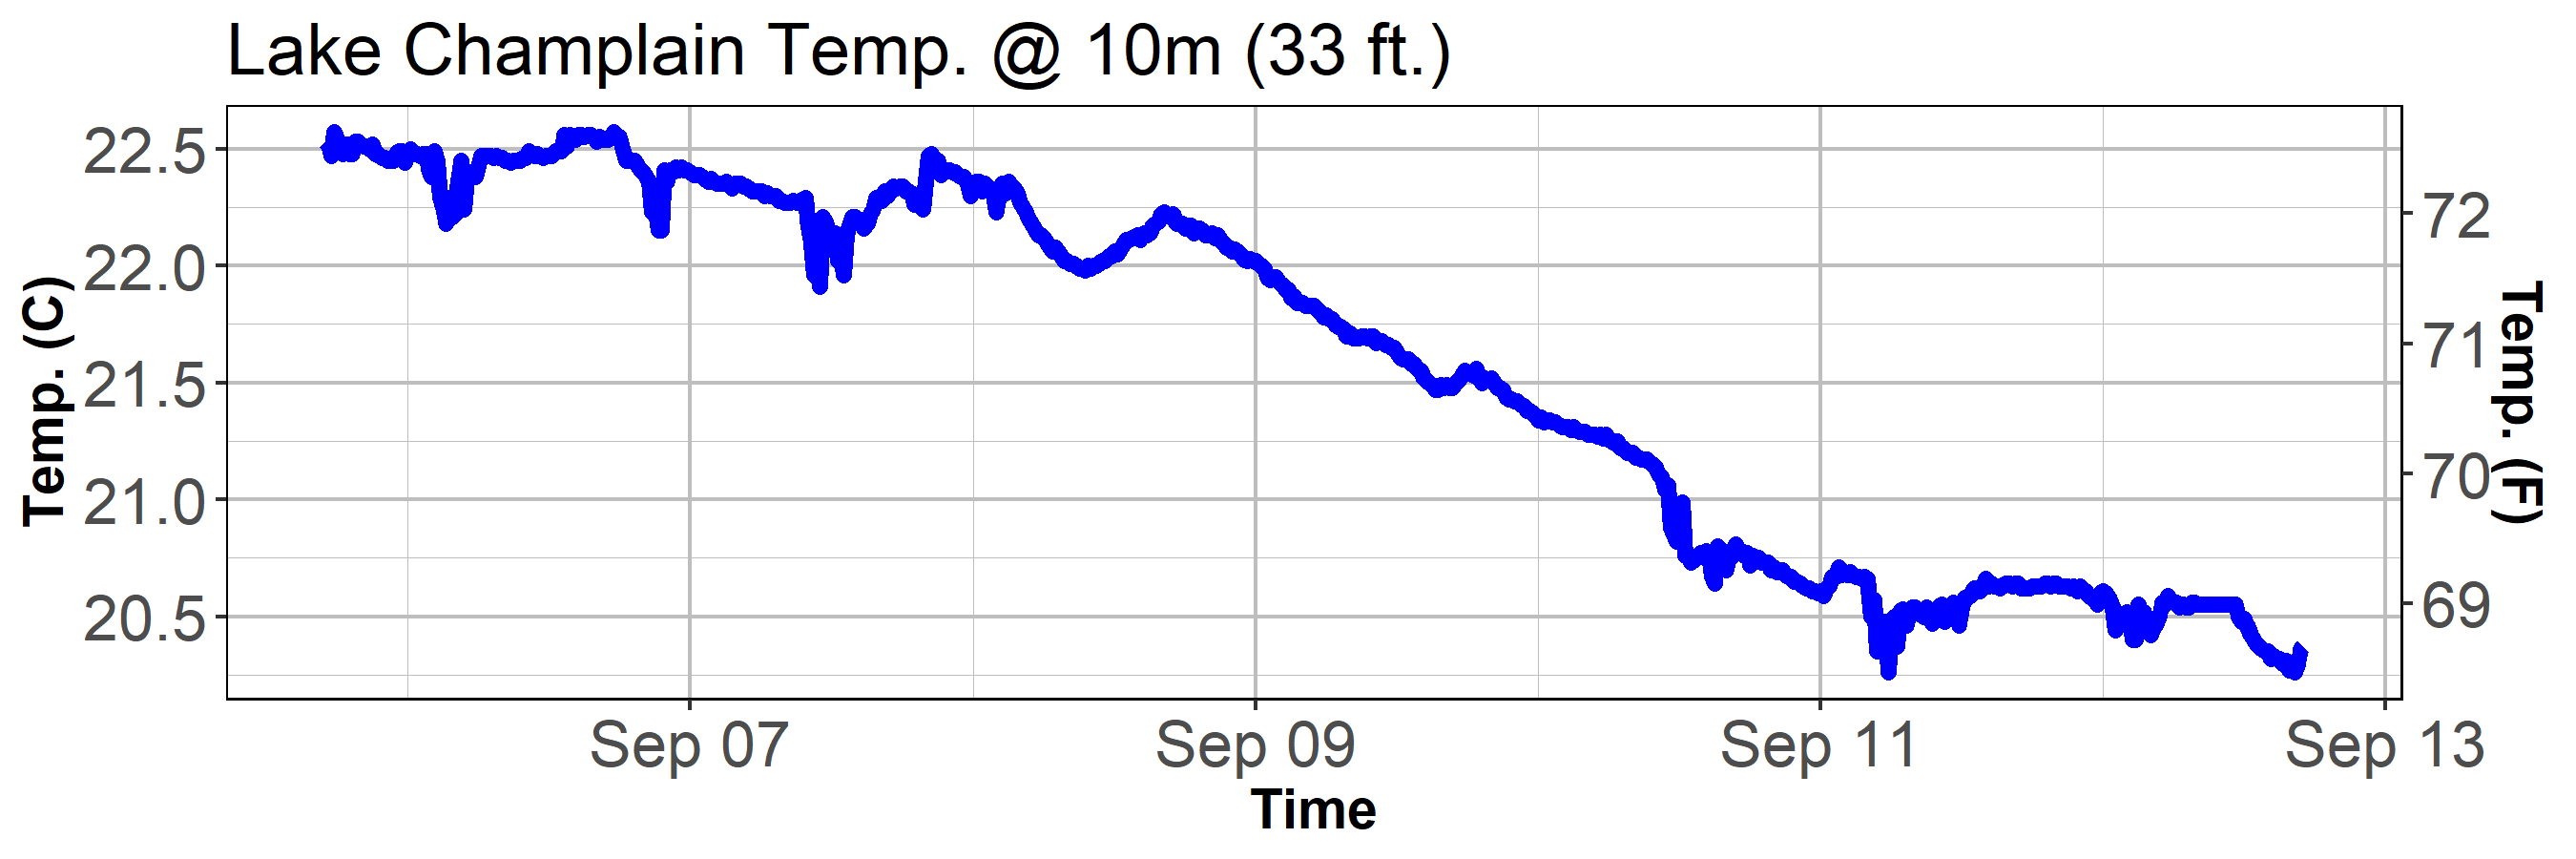 Lake Champlain Temp. @ 10m (33 ft.)
Temp. (C)
22.5
22.0
21.5
21.0
20.5
72
71
70
69
Temp. (F)
Sep 07 Sep 09 Sep 11 Sep 13
Time